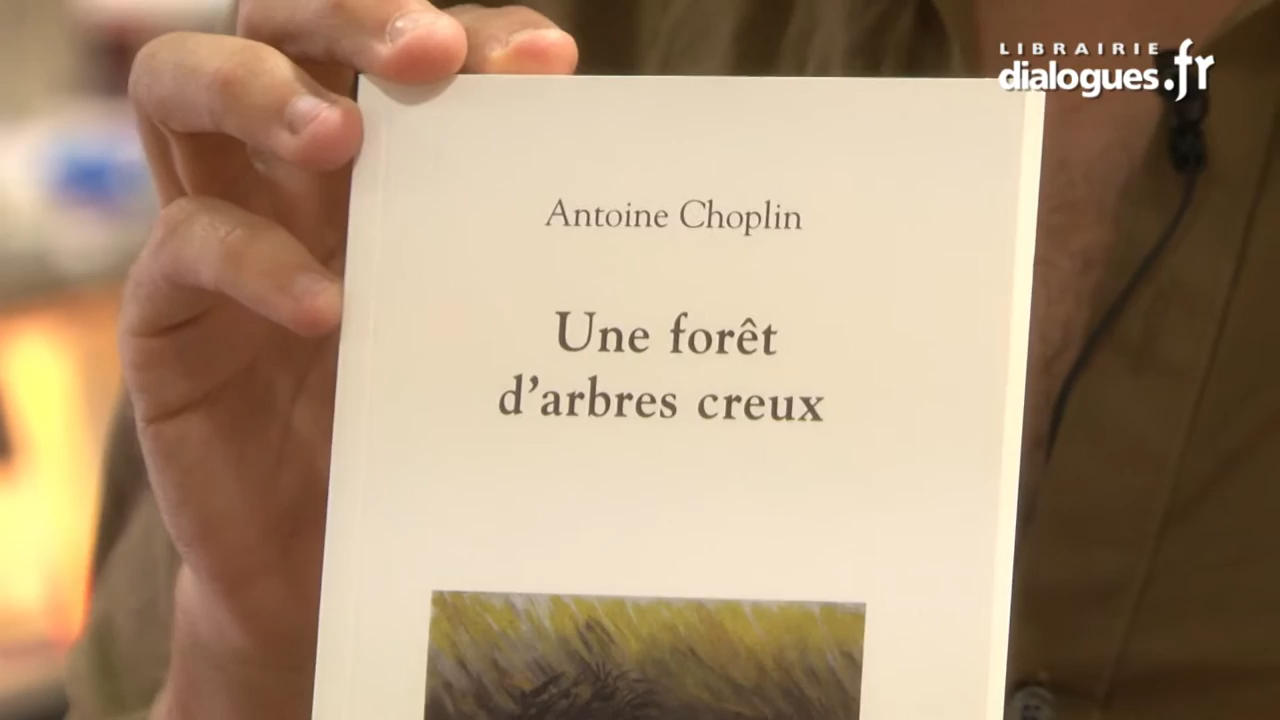 LIBRAIRIE
dialogues.fr
Antoine Choplin
Une forêt
d'arbres creux